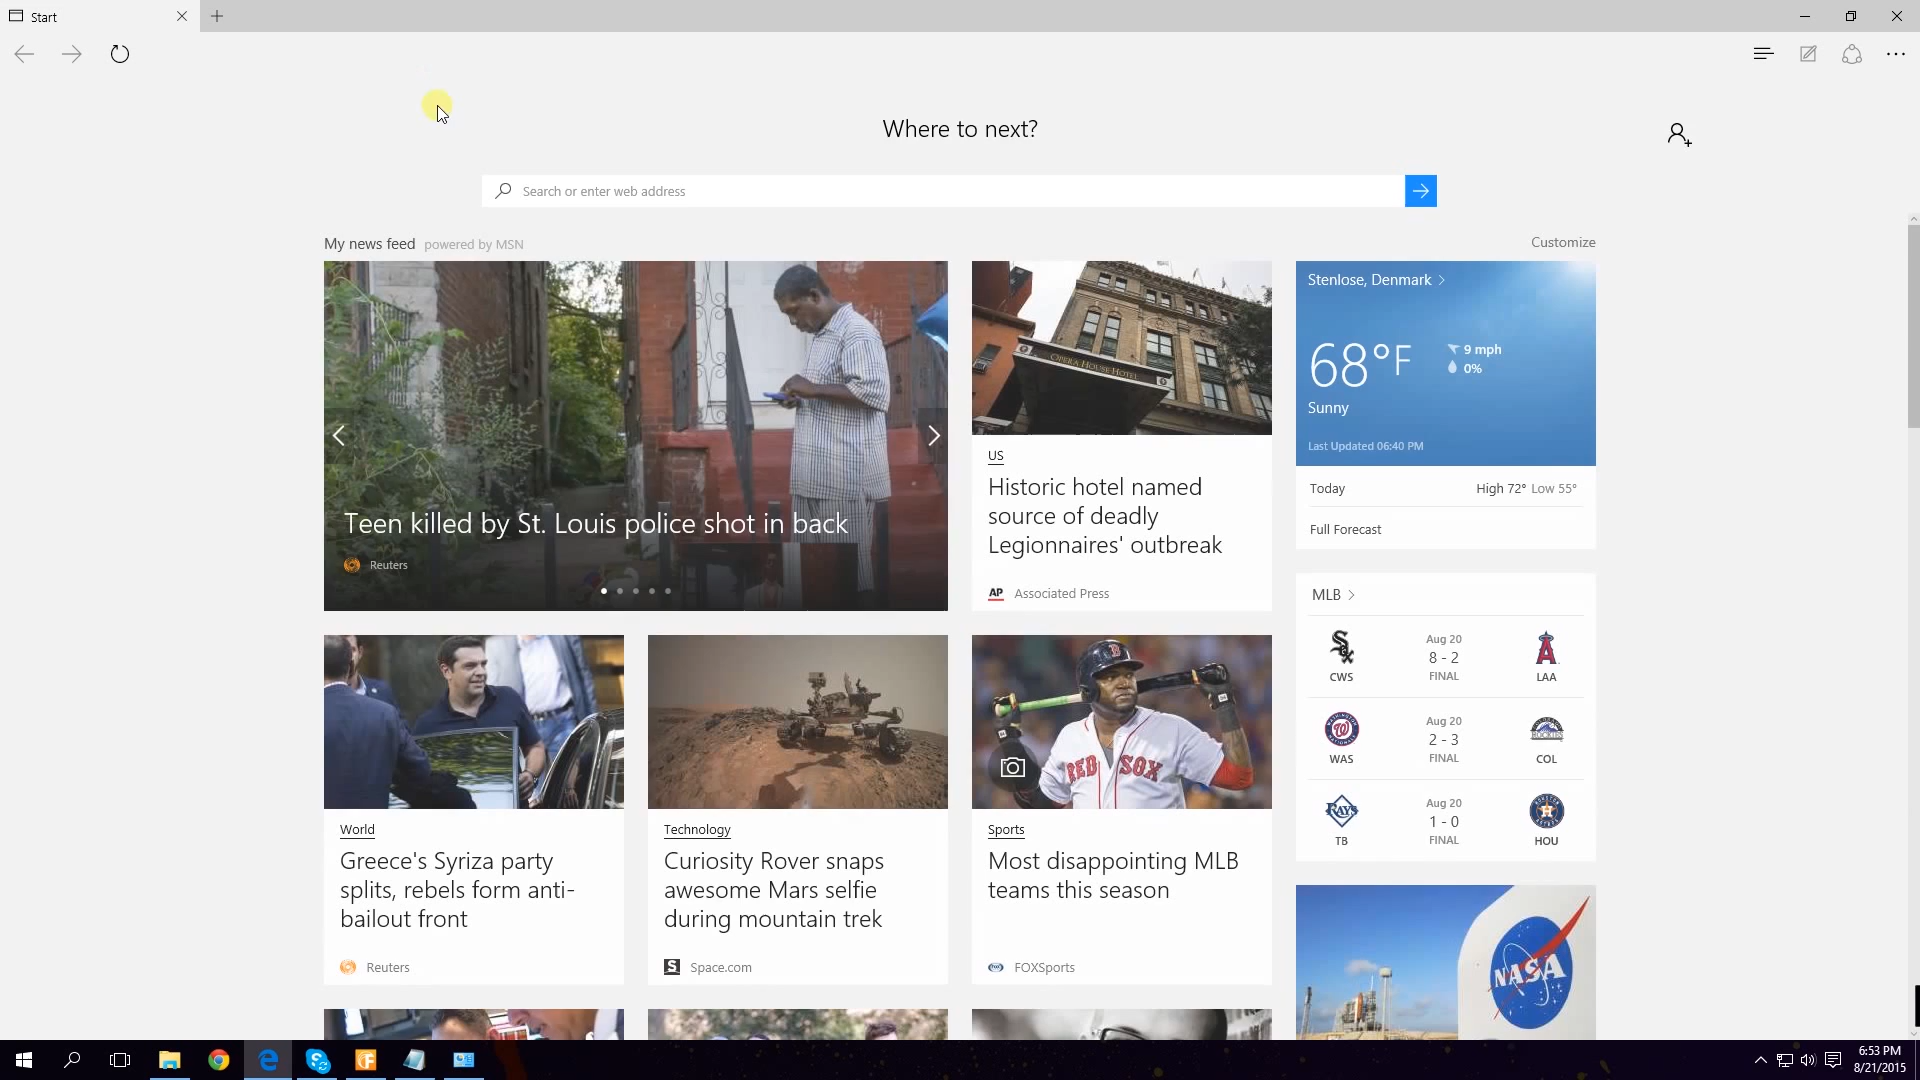 Start
Where to next?
Search or enter web address
My news feed powered by MSN
Customize
Teen killed by St. Louis police shot in back
Reuters
OPERA HOUSE HOTEL
US
Historic hotel named
source of deadly
Legionnaires' outbreak
AP Associated Press
Stenlose, Denmark
68°F
9 mph
0%
Sunny
Last Updated 06:40 PM
Today High 72° Low 55°
Full Forecast
MLB
Aug 20
8 - 2
CWS FINAL LAA
Aug 20
2 - 3
WAS FINAL COL
Aug 20
1 - 0
TB FINAL HOU
World
Greece's Syriza party
splits, rebels form anti-
bailout front
Reuters
Technology
Curiosity Rover snaps
awesome Mars selfie
during mountain trek
S Space.com
RED SOX
Sports
Most disappointing MLB
teams this season
FOXSports
NASA
6:53 PM
8/21/2015